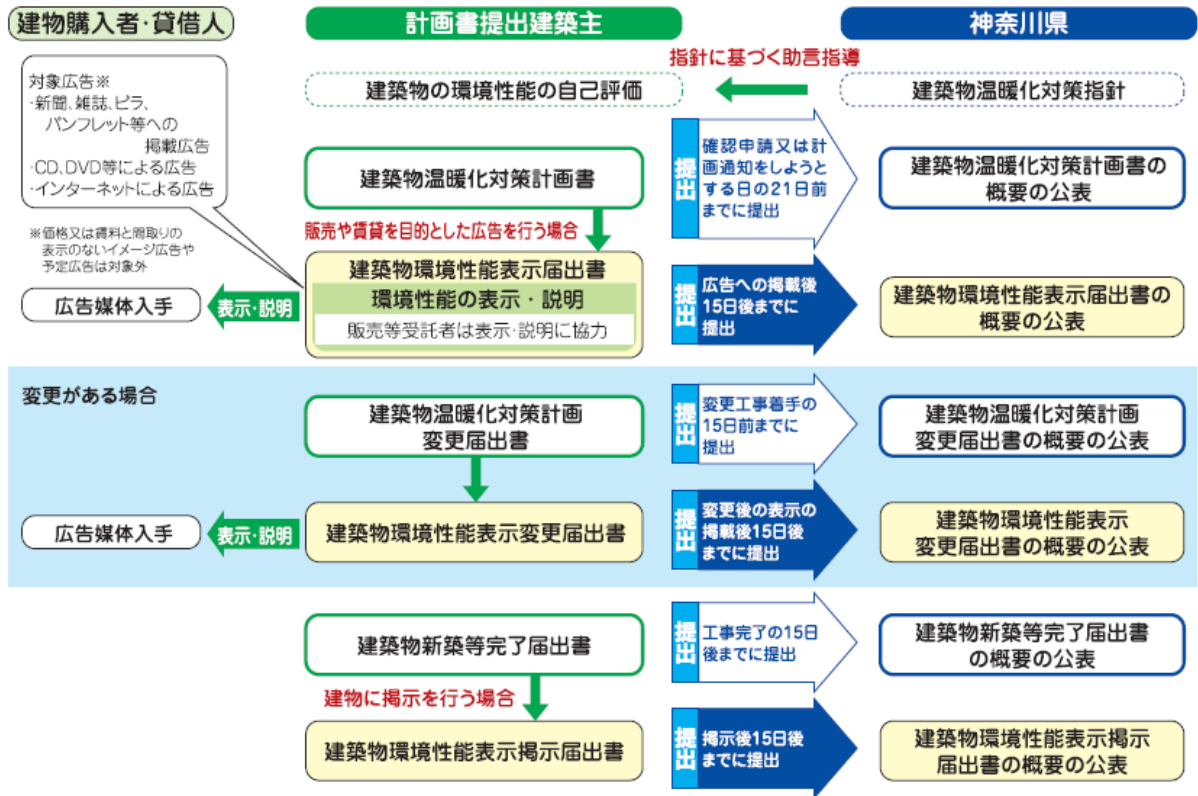 建物購入者・貸借人
計画書提出建築主
神奈川県
対象広告※
・新聞、雑誌、ビラ、
パンフレット等への
掲載広告
・CD、DVD等による広告
・インターネットによる広告
※価格又は賃料と間取りの
表示のないイメージ広告や
予定広告は対象外
建築物の環境性能の自己評価
指針に基づく助言指導
建築物温暖化対策指針
建築物温暖化対策計画書
提出
確認申請又は計
画通知をしようと
する日の21日前
までに提出
建築物温暖化対策計画書の
概要の公表
販売や賃貸を目的とした広告を行う場合
広告媒体入手
表示・説明
建築物環境性能表示届出書
環境性能の表示・説明
販売等受託者は表示・説明に協力
提出
広告への掲載後
15日後までに
提出
建築物環境性能表示届出書の
概要の公表
変更がある場合
建築物温暖化対策計画
変更届出書
提出
変更工事着手の
15日前までに
提出
建築物温暖化対策計画
変更届出書の概要の公表
広告媒体入手
表示・説明
建築物環境性能表示変更届出書
提出
変更後の表示の
掲載後15日後
までに提出
建築物環境性能表示
変更届出書の概要の公表
建築物新築等完了届出書
提出
工事完了の15日
後までに提出
建築物新築等完了届出書
の概要の公表
建物に掲示を行う場合
建築物環境性能表示掲示届出書
提出
掲示後15日後
までに提出
建築物環境性能表示掲示
届出書の概要の公表